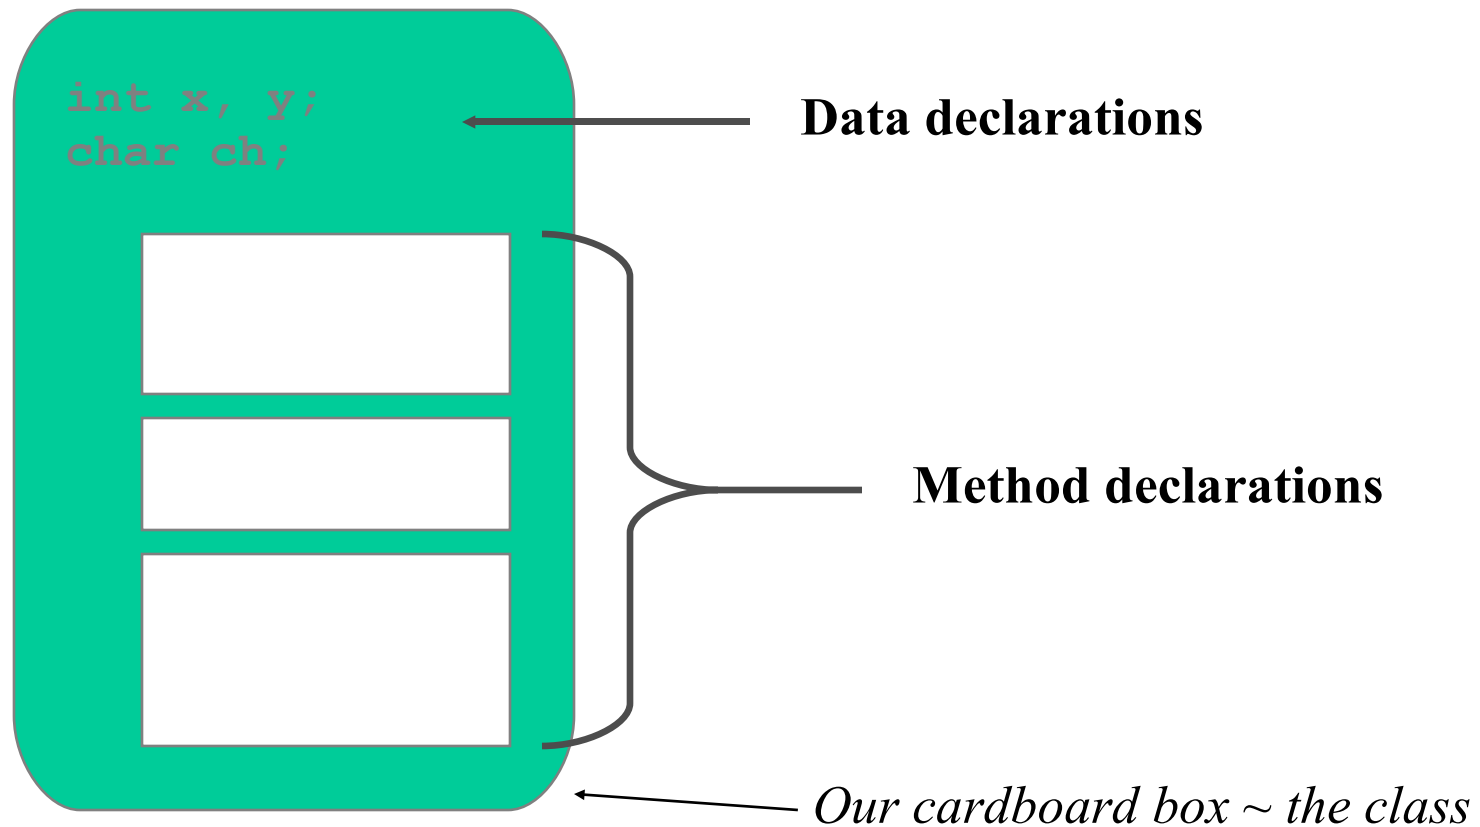 int x, y;
char ch;
Data declarations
Method declarations
Our cardboard box ~ the class